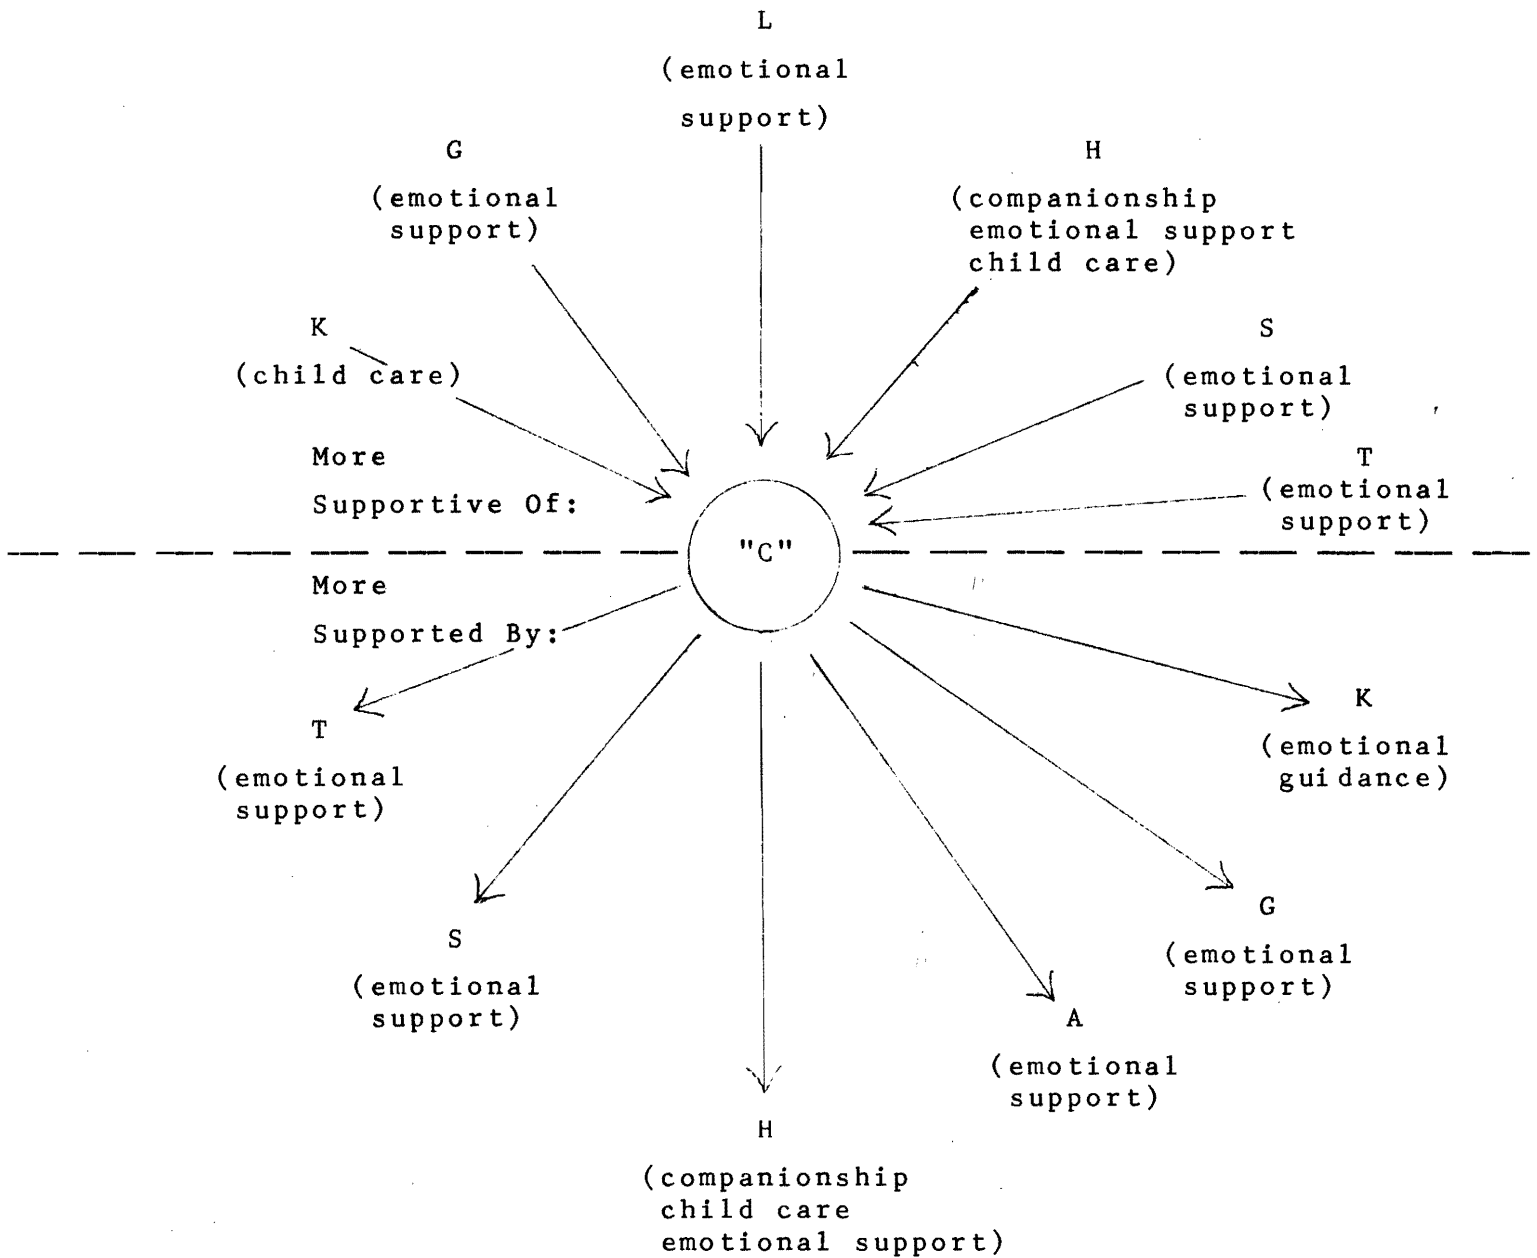 L
(emotional
support)
G
(emotional
support)
H
(companionship
emotional support
child care)
K
(child care)
S
(emotional
support)
More
Supportive Of:
T
(emotional
support)
"C"
More
Supported By:
T
(emotional
support)
K
(emotional
guidance)
S
(emotional
support)
G
(emotional
support)
A
(emotional
support)
H
(companionship
child care
emotional support)